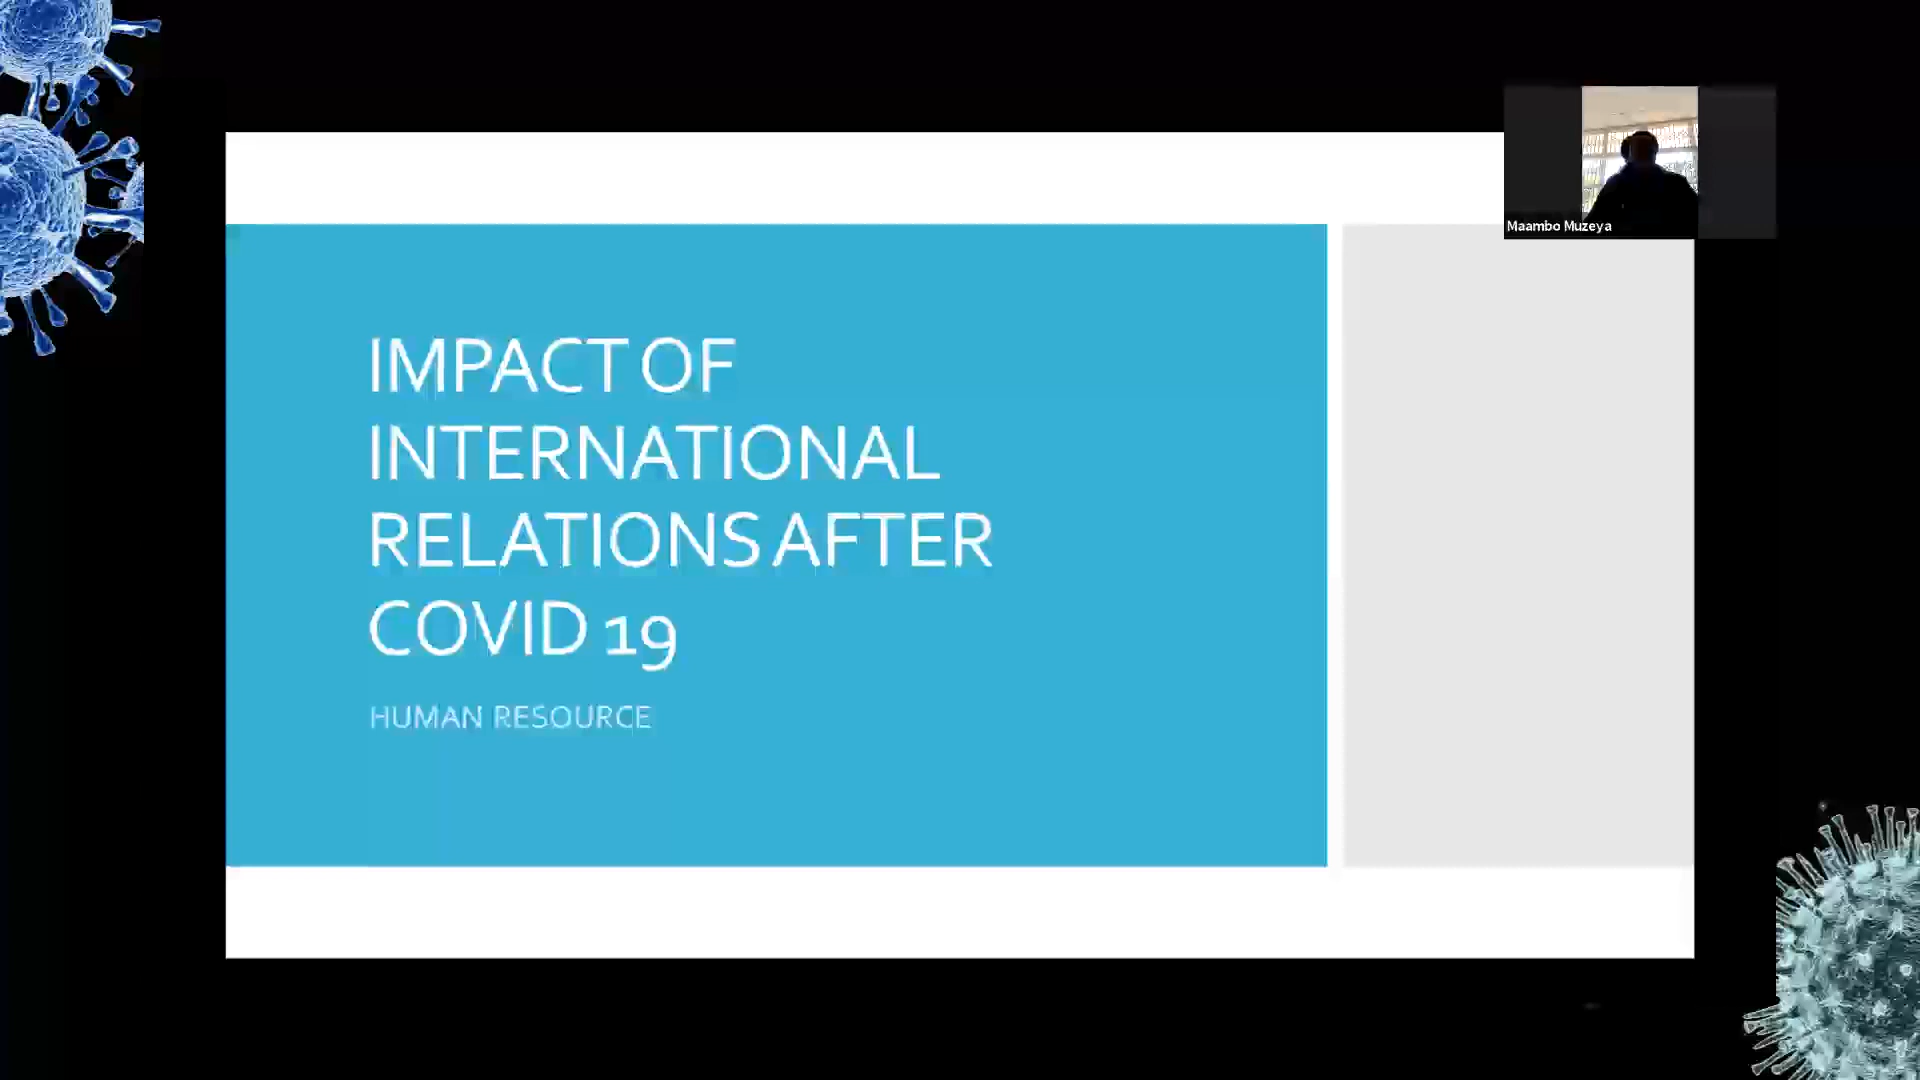 IMPACT OF
INTERNATIONAL
RELATIONS AFTER
COVID 19
HUMAN RESOURCE
Maambo Muzeya